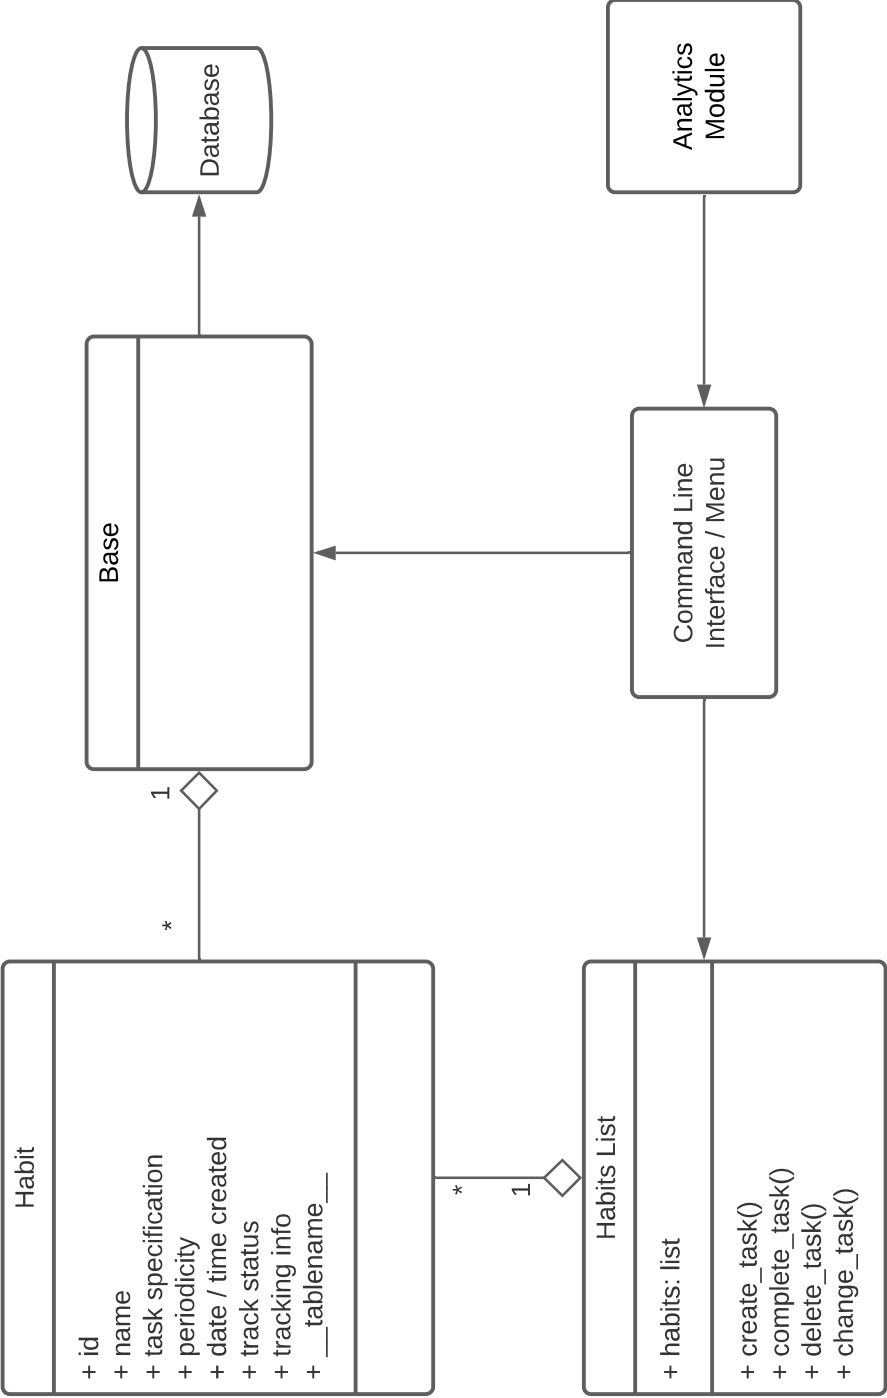 Habit
+ id
+ name
+ task specification
+ periodicity
+ date / time created
+ track status
+ tracking info
+ __tablename__
*
1
Base
Database
*
1
Habits List
+ habits: list
+ create_task()
+ complete_task()
+ delete_task()
+ change_task()
Command Line
Interface / Menu
Analytics
Module